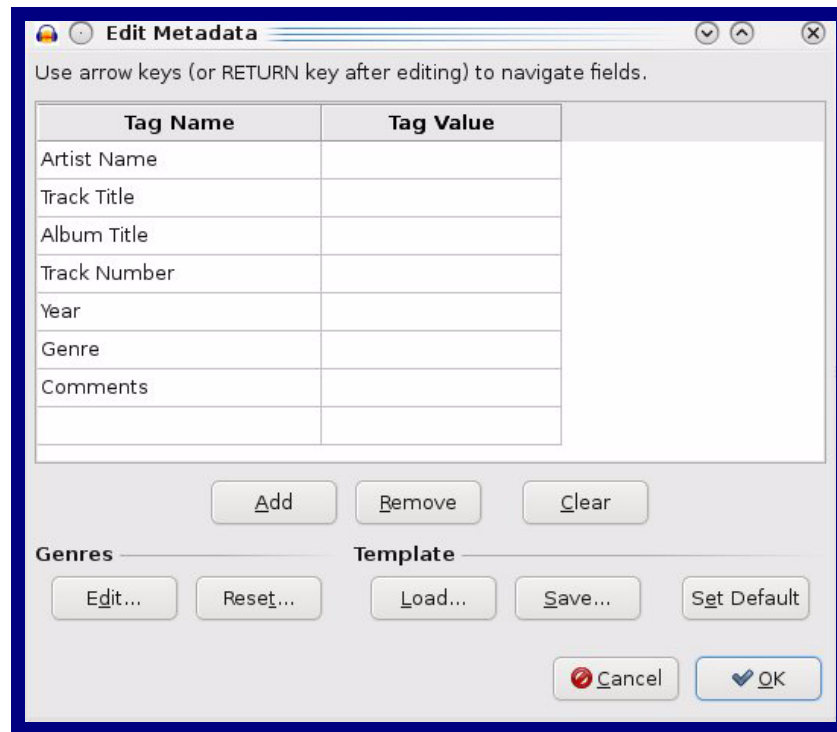 Edit Metadata
Use arrow keys (or RETURN key after editing) to navigate fields.
Tag Name Tag Value
Artist Name
Track Title
Album Title
Track Number
Year
Genre
Comments
Add Remove Clear
Genres Template
Edit... Reset... Load... Save... Set Default
Cancel OK